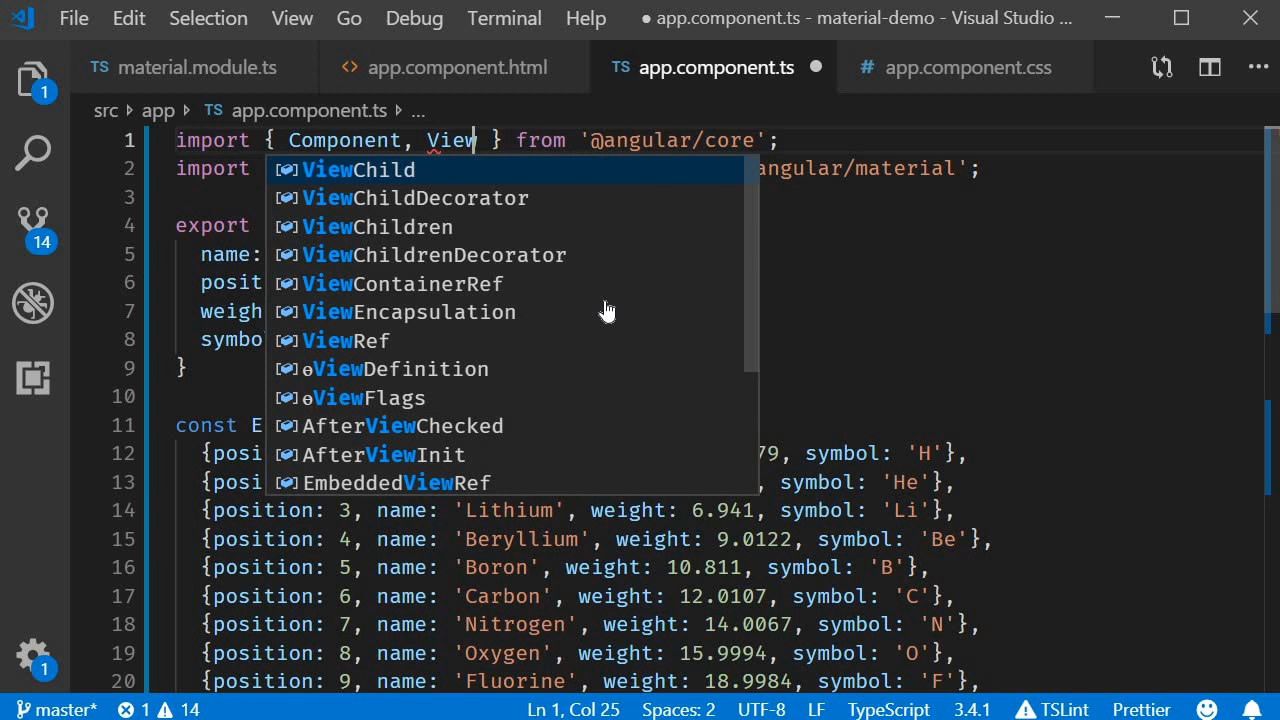 File Edit Selection View Go Debug Terminal Help ● app.component.ts - material-demo - Visual Studio ...
TS material.module.ts <> app.component.html TS app.component.ts ● # app.component.css
src app TS app.component.ts ...
1 import { Component, View } from '@angular/core';
2 import angular/material';
3
4 export
5 name:
6 posit
7 weigh
8 symbo
9 }
10
11 const E
12 {posi 79, symbol: 'H'},
13 {posi , symbol: 'He'},
14 {position: 3, name: 'Lithium', weight: 6.941, symbol: 'Li'},
15 {position: 4, name: 'Beryllium', weight: 9.0122, symbol: 'Be'},
16 {position: 5, name: 'Boron', weight: 10.811, symbol: 'B'},
17 {position: 6, name: 'Carbon', weight: 12.0107, symbol: 'C'},
18 {position: 7, name: 'Nitrogen', weight: 14.0067, symbol: 'N'},
19 {position: 8, name: 'Oxygen', weight: 15.9994, symbol: 'O'},
20 {position: 9, name: 'Fluorine', weight: 18.9984, symbol: 'F'},
ViewChild
ViewChildDecorator
ViewChildren
ViewChildrenDecorator
ViewContainerRef
ViewEncapsulation
ViewRef
ɵViewDefinition
ɵViewFlags
AfterViewChecked
AfterViewInit
EmbeddedViewRef
1
14
1
master* 1 14 Ln 1, Col 25 Spaces: 2 UTF-8 LF TypeScript 3.4.1 TSLint Prettier